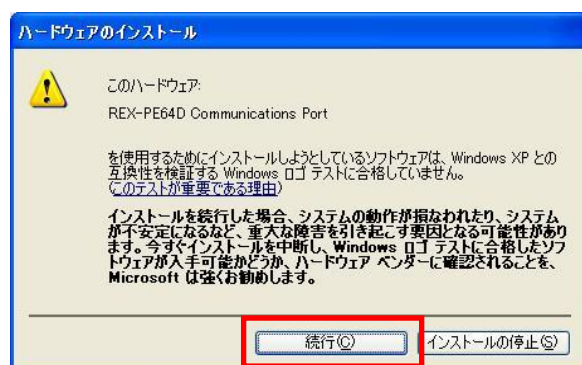 ハードウェアのインストール
このハードウェア:
REX-PE64D Communications Port
を使用するためにインストールしようとしているソフトウェアは、Windows XP との
互換性を検証する Windows ロゴ テストに合格していません。
(このテストが重要である理由)
インストールを続行した場合、システムの動作が損なわれたり、システム
が不安定になるなど、重大な障害を引き起こす要因となる可能性があり
ます。今すぐインストールを中断し、Windows ロゴ テストに合格したソフ
トウェアが入手可能かどうか、ハードウェア ベンダーに確認されることを、
Microsoft は強くお勧めします。
続行(C)
インストールの停止(S)